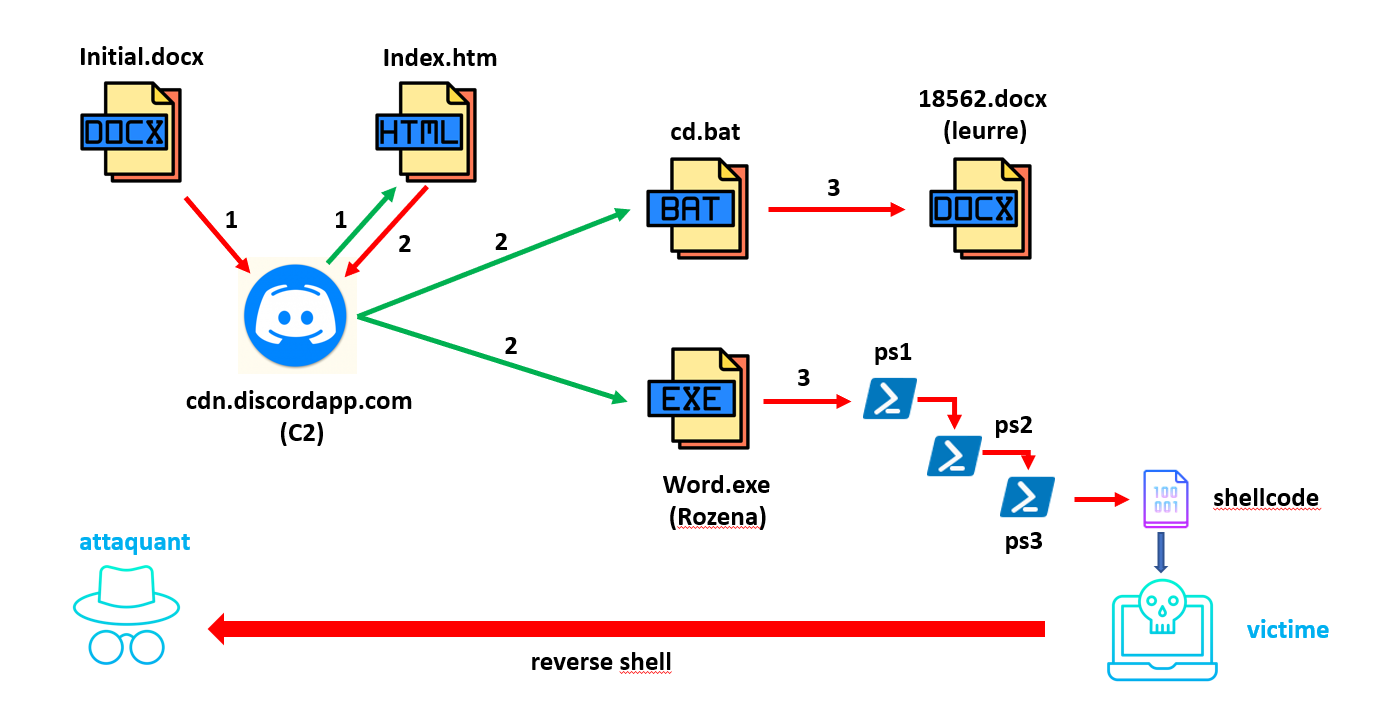 Initial.docx
Index.htm
DOCX
HTML
1
1
2
cdn.discordapp.com
(C2)
2
2
cd.bat
BAT
3
18562.docx
(leurre)
DOCX
EXE
Word.exe
(Rozena)
3
ps1
ps2
ps3
100
001
shellcode
attaquant
victime
reverse shell